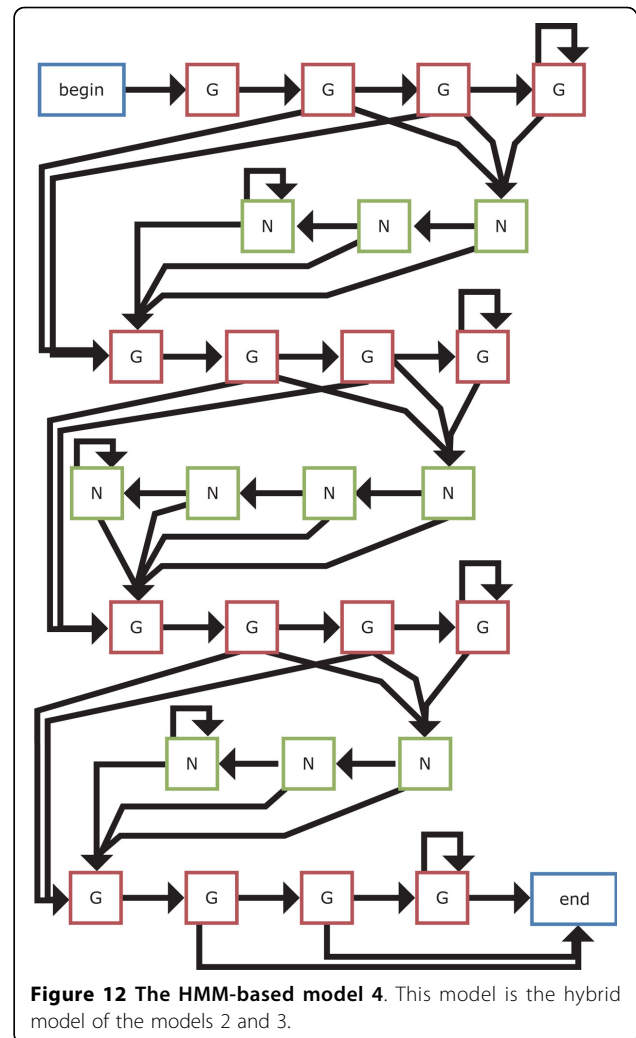 begin G G G G
N N N
G G G G
N N N N
G G G G
N N N
G G G G end
Figure 12 The HMM-based model 4. This model is the hybrid
model of the models 2 and 3.